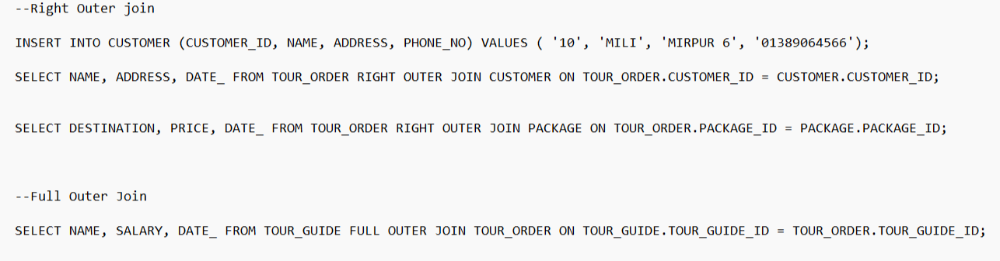 --Right Outer join
INSERT INTO CUSTOMER (CUSTOMER_ID, NAME, ADDRESS, PHONE_NO) VALUES ( '10', 'MILI', 'MIRPUR 6', '01389064566');
SELECT NAME, ADDRESS, DATE_ FROM TOUR_ORDER RIGHT OUTER JOIN CUSTOMER ON TOUR_ORDER.CUSTOMER_ID = CUSTOMER.CUSTOMER_ID;
SELECT DESTINATION, PRICE, DATE_ FROM TOUR_ORDER RIGHT OUTER JOIN PACKAGE ON TOUR_ORDER.PACKAGE_ID = PACKAGE.PACKAGE_ID;
--Full Outer Join
SELECT NAME, SALARY, DATE_ FROM TOUR_GUIDE FULL OUTER JOIN TOUR_ORDER ON TOUR_GUIDE.TOUR_GUIDE_ID = TOUR_ORDER.TOUR_GUIDE_ID;